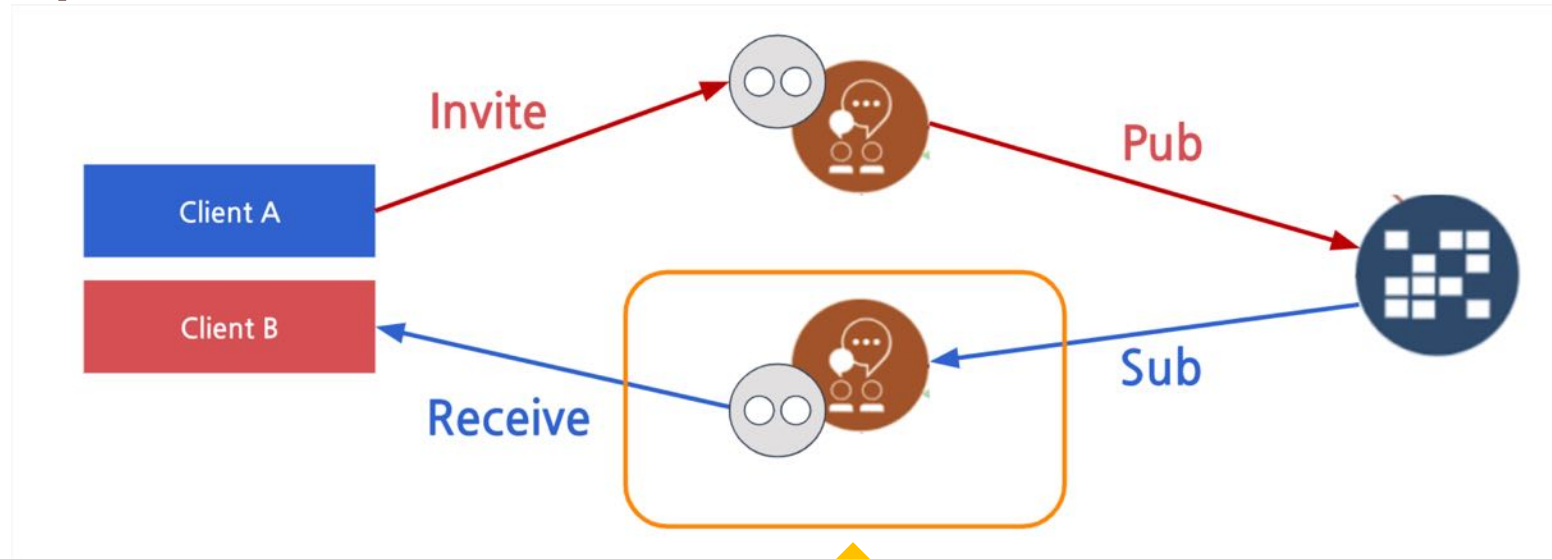 Invite
Pub
Client A
Client B
Sub
Receive